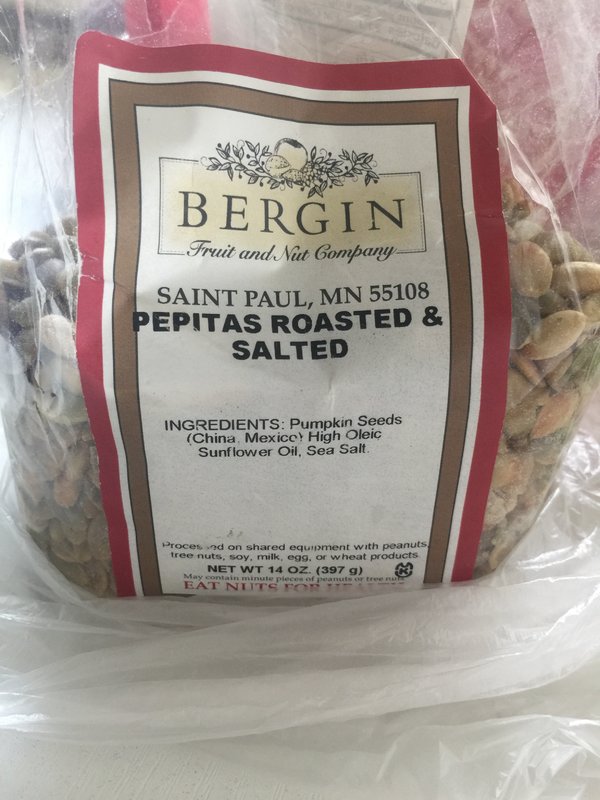 BERGIN
Fruit and Nut Company
SAINT PAUL, MN 55108
PEPITAS ROASTED &
SALTED
INGREDIENTS: Pumpkin Seeds
(China, Mexico) High Oleic
Sunflower Oil, Sea Salt.
Processed on shared equipment with peanuts,
tree nuts, soy, milk, egg, or wheat products.
NET WT 14 OZ. (397 g)
May contain minute pieces of peanuts or tree nuts
EAT NUTS FOR HEALTH